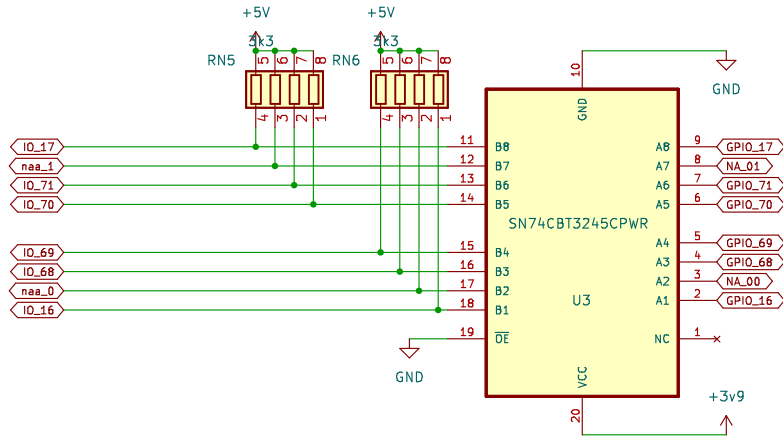 +5V
+5V
3k3
3k3
RN5
5
6
7
8
RN6
5
6
7
8
4
3
2
1
4
3
2
1
10
GND
GND
IO_17
11
B8
A8
9
GPIO_17
naa_1
12
B7
A7
8
NA_01
IO_71
13
B6
A6
7
GPIO_71
IO_70
14
B5
A5
6
GPIO_70
SN74CBT3245CPWR
IO_69
15
B4
A4
5
GPIO_69
IO_68
16
B3
A3
4
GPIO_68
naa_0
17
B2
A2
3
NA_00
IO_16
18
B1
A1
2
GPIO_16
U3
19
OE
NC
1
GND
VCC
20
+3v9